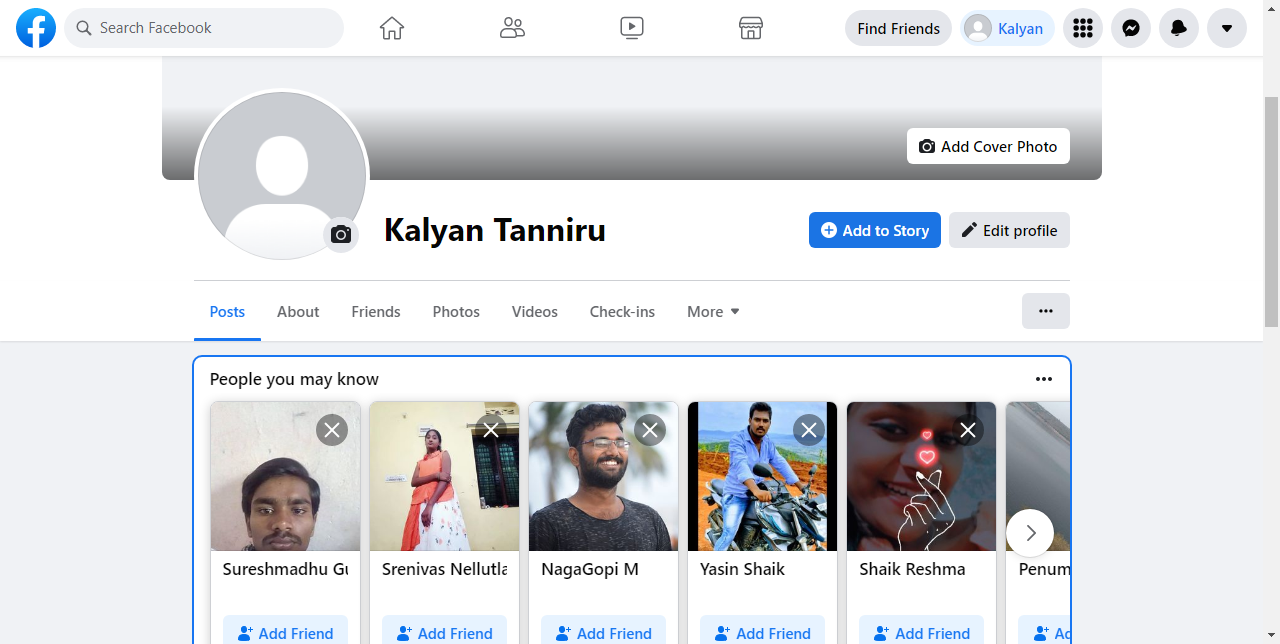 Search Facebook
Find Friends
Kalyan
Add Cover Photo
Kalyan Tanniru
Add to Story
Edit profile
Posts About Friends Photos Videos Check-ins More
People you may know
Sureshmadhu Gu Srenivas Nellutla NagaGopi M Yasin Shaik Shaik Reshma Penum
Add Friend Add Friend Add Friend Add Friend Add Friend Ad